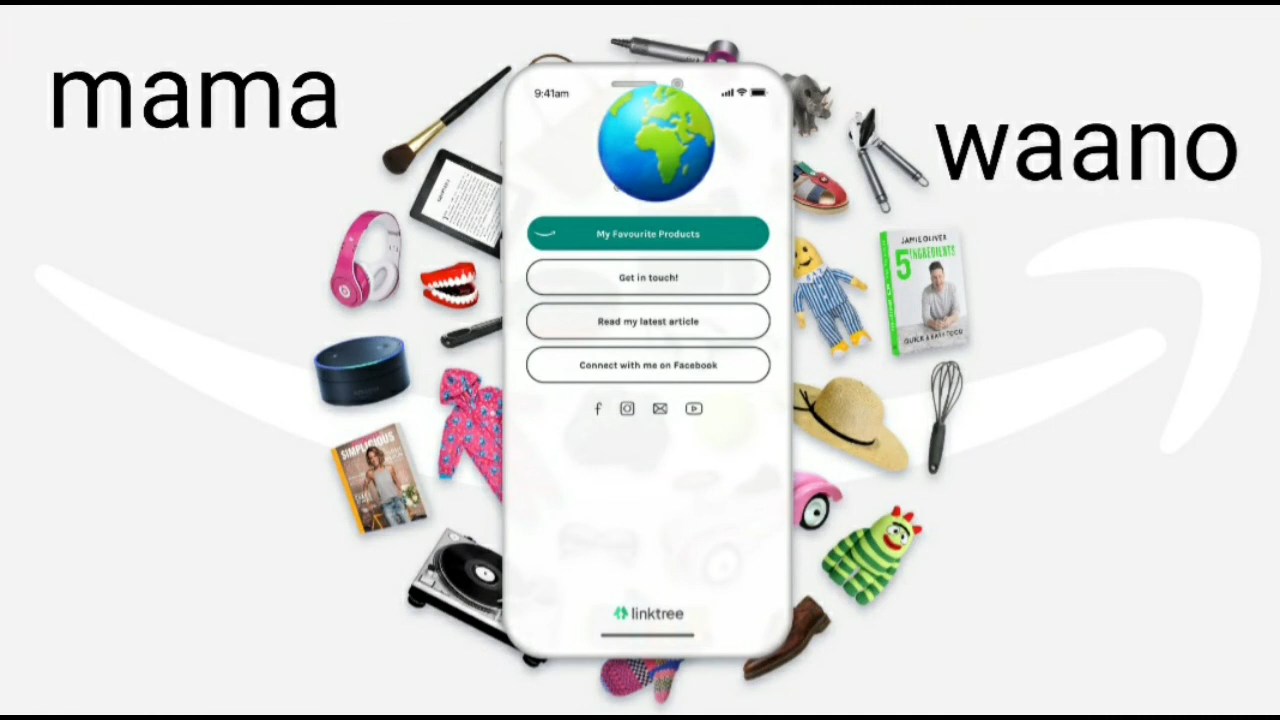 mama
waano
9:41am
My Favourite Products
Get in touch!
Read my latest article
Connect with me on Facebook
linktree
JAMIE OLIVER
5 INGREDIENTS
QUICK & EASY FOOD
SIMPLICIOUS